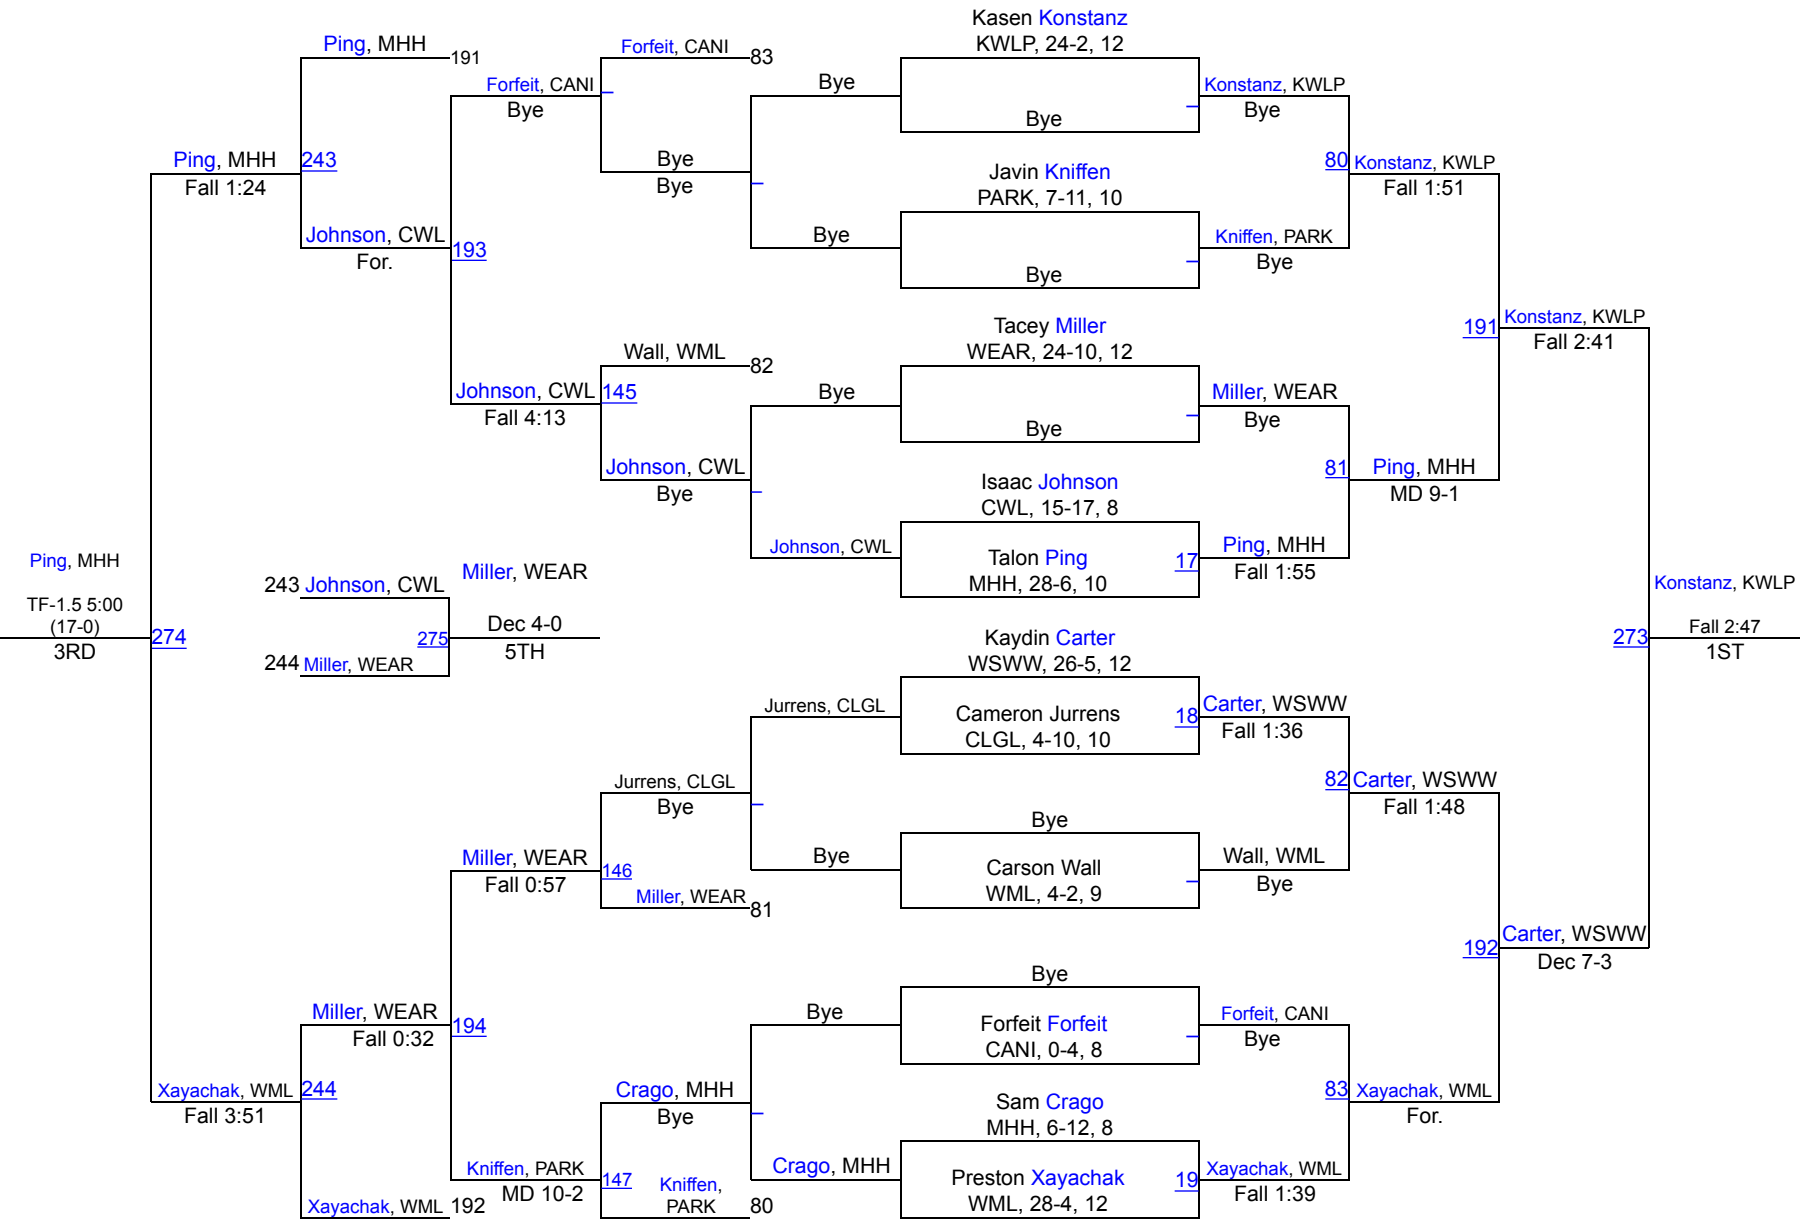 Kasen Konstanz
KWLP, 24-2, 12
Ping, MHH
191
Forfeit, CANI
83
Forfeit, CANI
Bye
Bye
Bye
Konstanz, KWLP
Bye
Ping, MHH
Fall 1:24
243
Bye
Bye
Javin Kniffen
PARK, 7-11, 10
80
Konstanz, KWLP
Fall 1:51
Johnson, CWL
For.
193
Bye
Bye
Kniffen, PARK
Bye
Tacey Miller
WEAR, 24-10, 12
191
Konstanz, KWLP
Fall 2:41
Wall, WML
82
Johnson, CWL
Fall 4:13
145
Bye
Bye
Miller, WEAR
Bye
Johnson, CWL
Bye
Isaac Johnson
CWL, 15-17, 8
81
Ping, MHH
MD 9-1
Johnson, CWL
Talon Ping
MHH, 28-6, 10
17
Ping, MHH
Fall 1:55
Ping, MHH
TF-1.5 5:00
(17-0)
3RD
274
243
Johnson, CWL
244
Miller, WEAR
275
Miller, WEAR
Dec 4-0
5TH
Konstanz, KWLP
273
Fall 2:47
1ST
Kaydin Carter
WSWW, 26-5, 12
Jurrens, CLGL
Cameron Jurrens
CLGL, 4-10, 10
18
Carter, WSWW
Fall 1:36
Jurrens, CLGL
Bye
82
Carter, WSWW
Fall 1:48
Bye
Miller, WEAR
Fall 0:57
146
Bye
Carson Wall
WML, 4-2, 9
Wall, WML
Bye
Miller, WEAR
81
192
Carter, WSWW
Dec 7-3
Bye
Miller, WEAR
Fall 0:32
194
Bye
Forfeit Forfeit
CANI, 0-4, 8
Forfeit, CANI
Bye
Xayachak, WML
Fall 3:51
244
Crago, MHH
Bye
Sam Crago
MHH, 6-12, 8
83
Xayachak, WML
For.
Kniffen, PARK
MD 10-2
147
Crago, MHH
Preston Xayachak
WML, 28-4, 12
19
Xayachak, WML
Fall 1:39
Xayachak, WML
192
Kniffen,
PARK
80